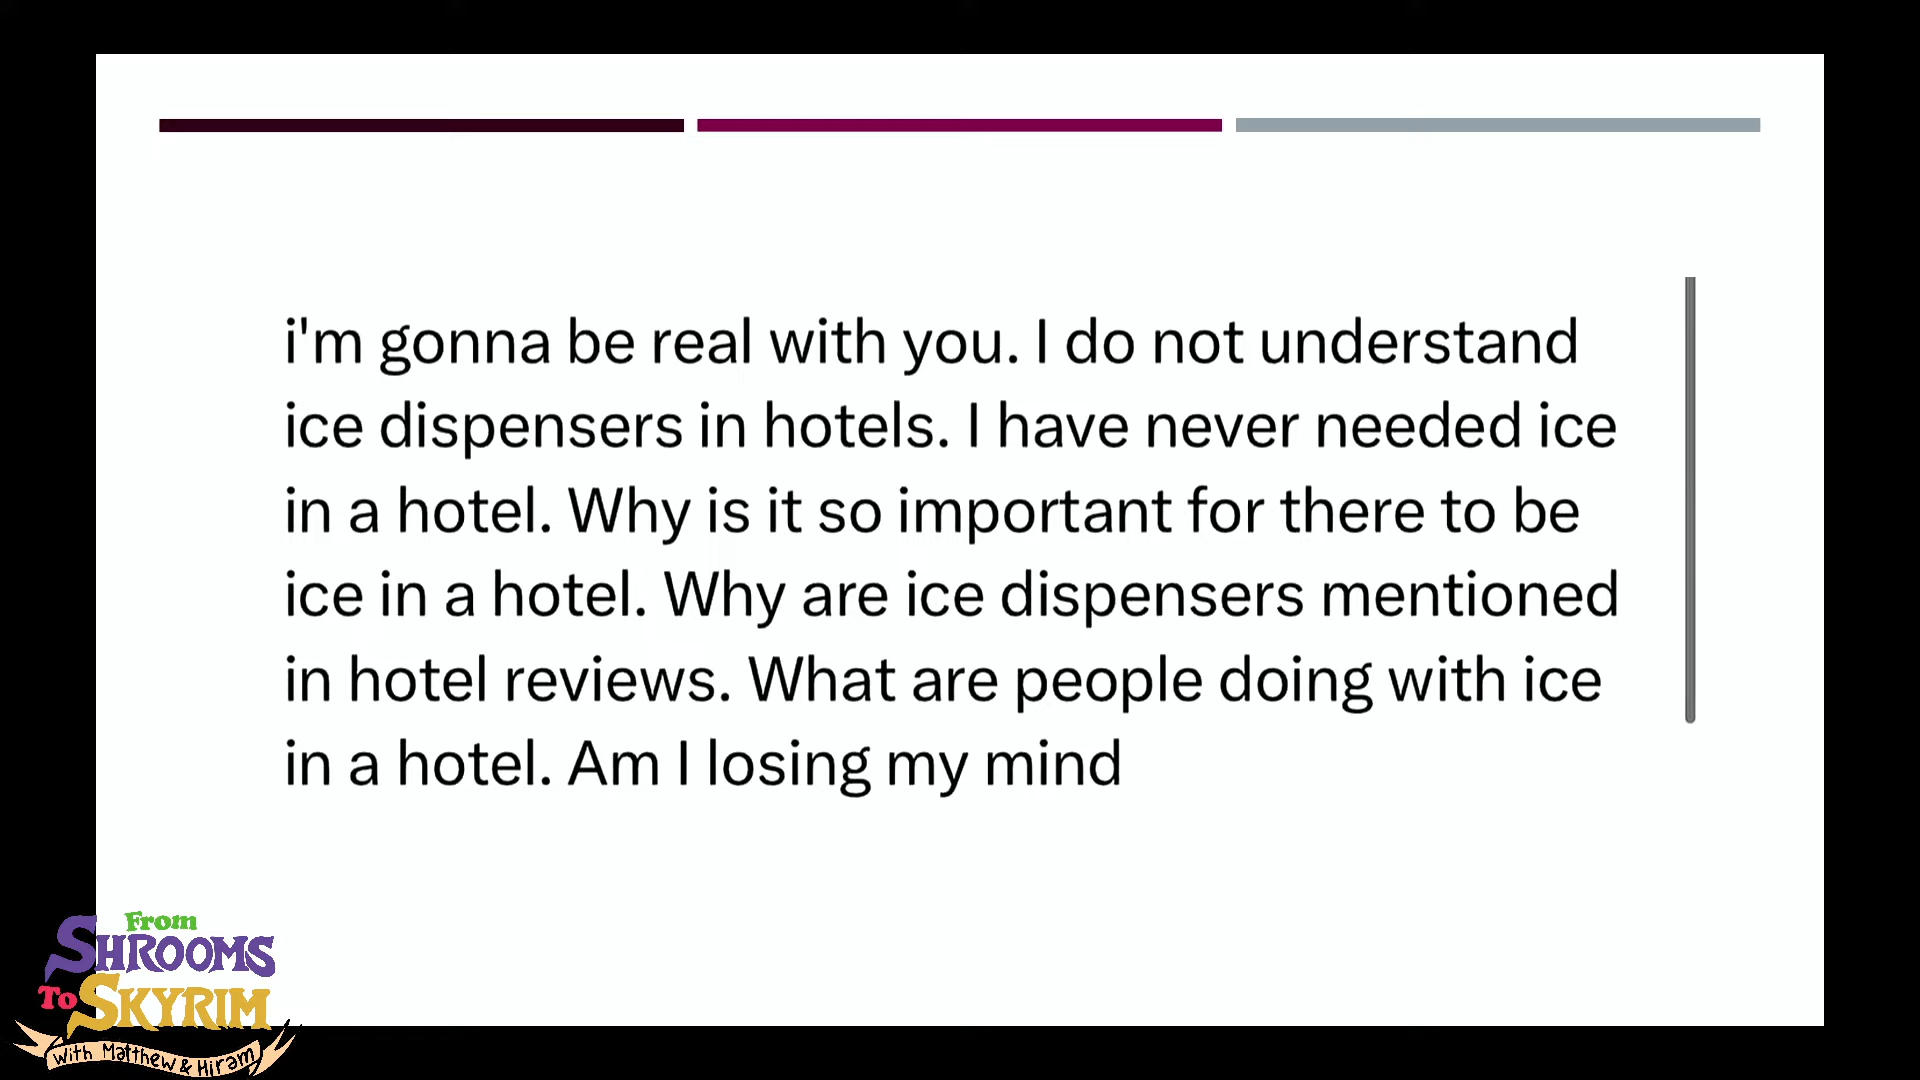 i'm gonna be real with you. I do not understand
ice dispensers in hotels. I have never needed ice
in a hotel. Why is it so important for there to be
ice in a hotel. Why are ice dispensers mentioned
in hotel reviews. What are people doing with ice
in a hotel. Am I losing my mind
From
SHROOMS
To SKYRIM
with Matthew & Hiram